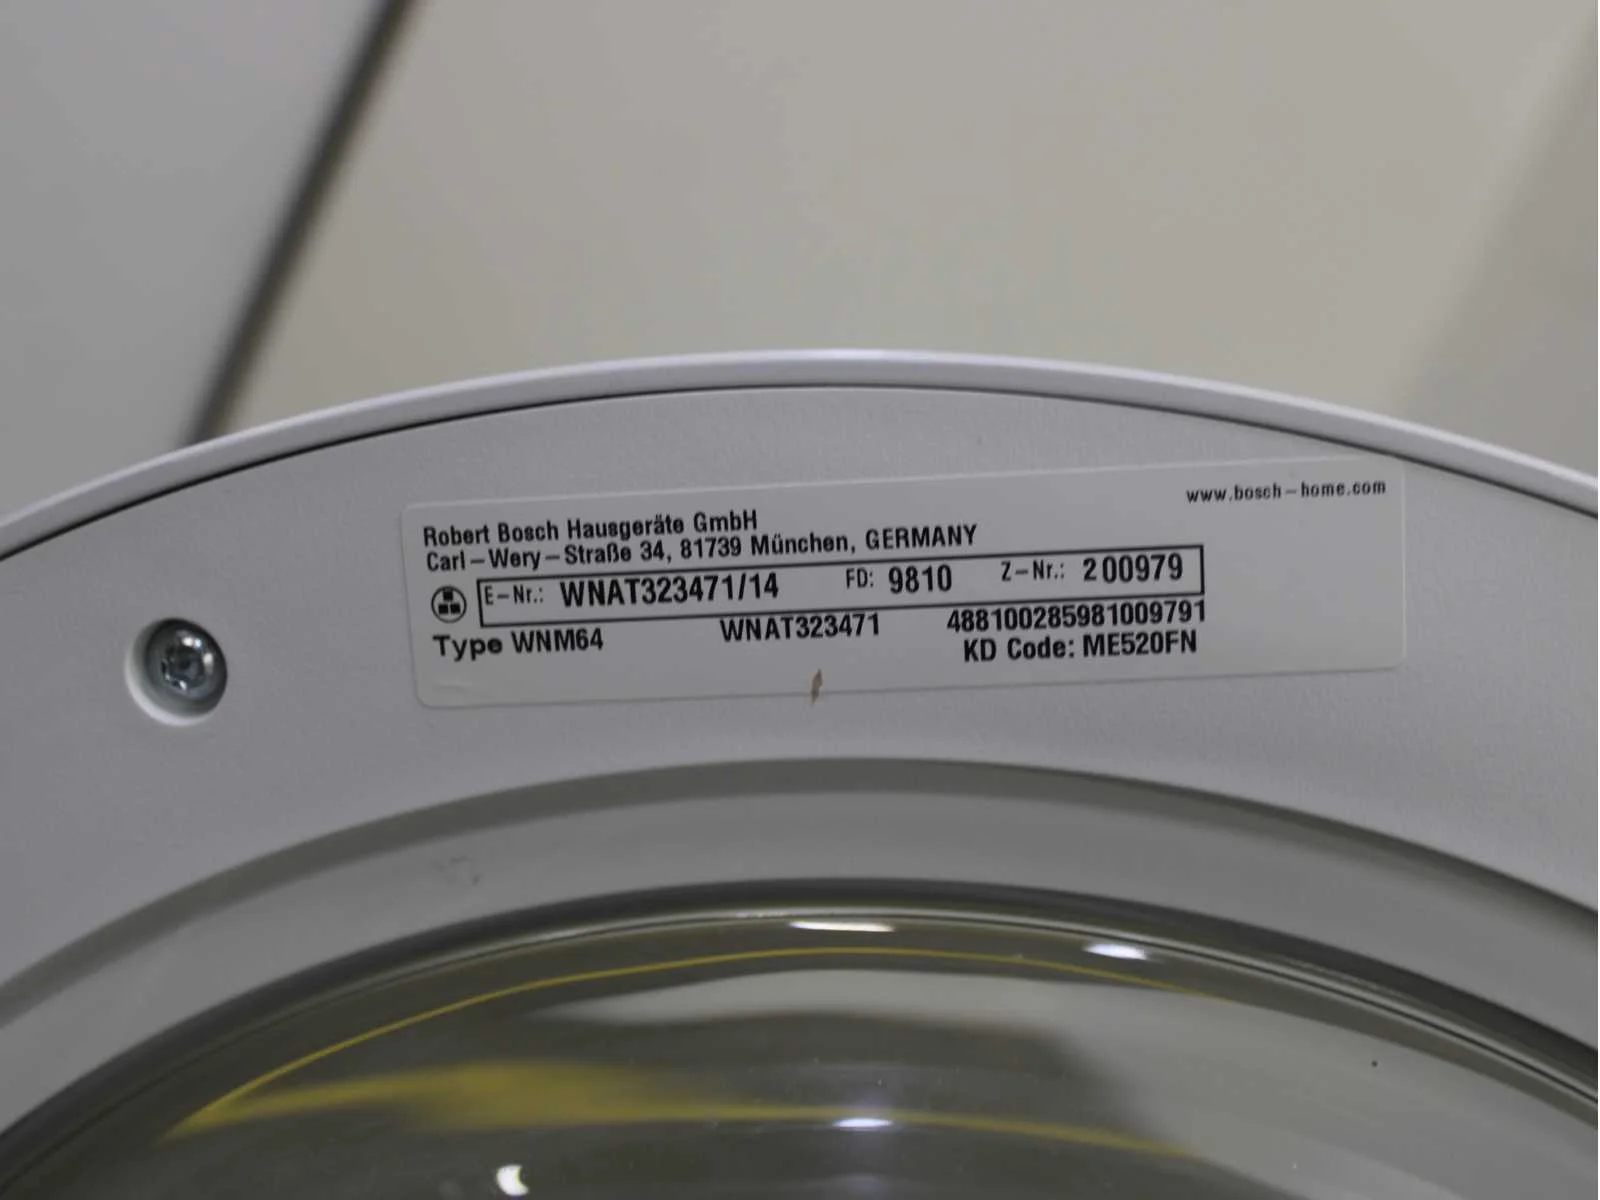 www.bosch-home.com
Robert Bosch Hausgeräte GmbH
Carl-Wery-Straße 34, 81739 München, GERMANY
E-Nr.: WNAT323471/14 FD: 9810 Z-Nr.: 200979
Type WNM64 WNAT323471 488100285981009791
KD Code: ME520FN